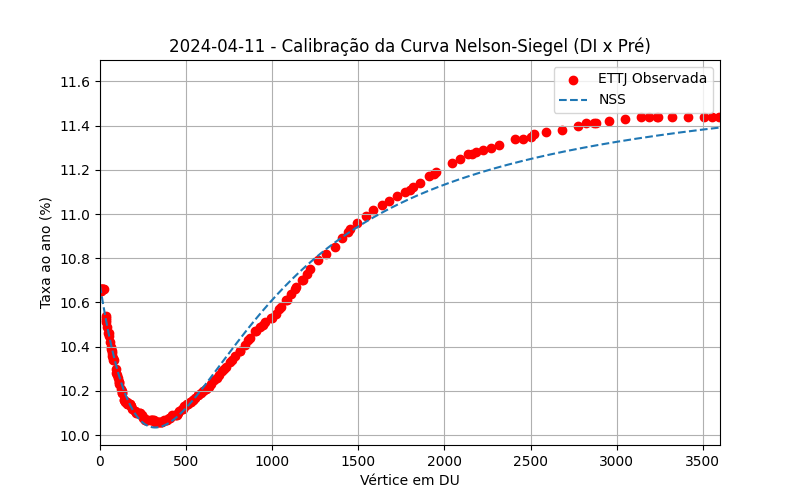 2024-04-11 - Calibração da Curva Nelson-Siegel (DI x Pré)
ETTJ Observada
NSS
Taxa ao ano (%)
11.6
11.4
11.2
11.0
10.8
10.6
10.4
10.2
10.0
0 500 1000 1500 2000 2500 3000 3500
Vértice em DU